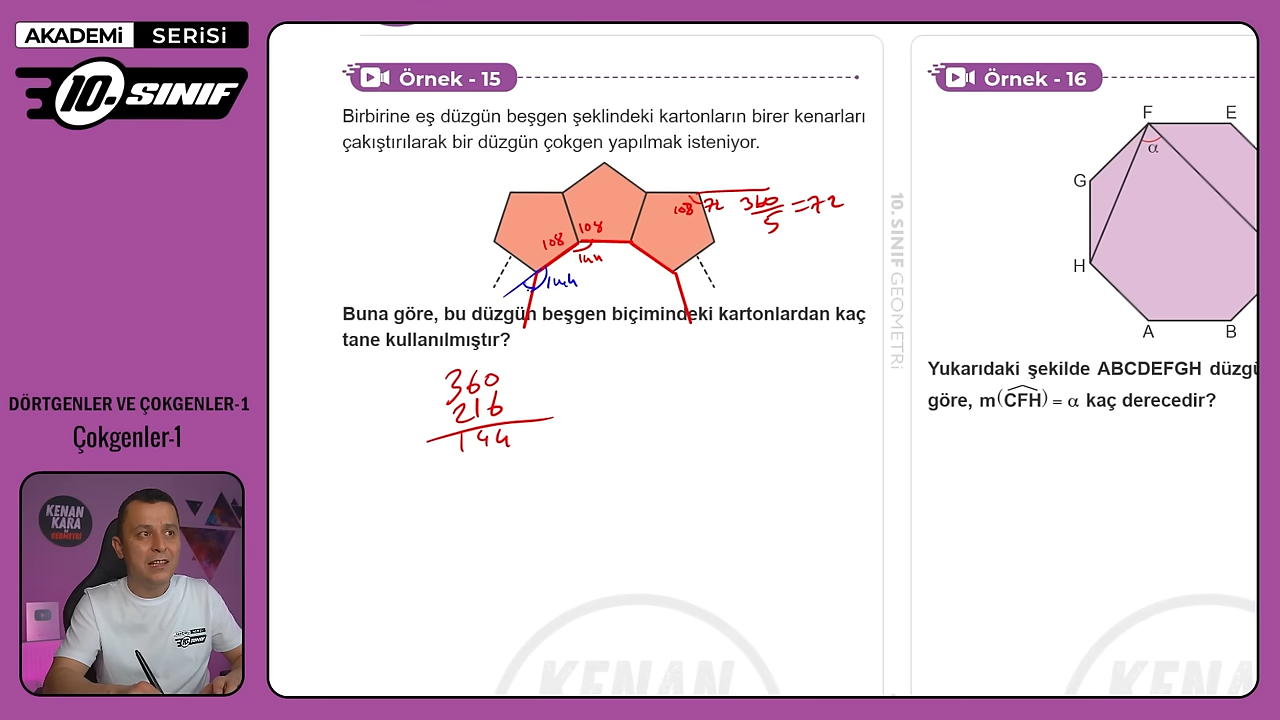 AKADEMİ SERİSİ
10. SINIF
DÖRTGENLER VE ÇOKGENLER-1
Çokgenler-1
KENAN
KARA
GEOMETRİ
Örnek - 15
Birbirine eş düzgün beşgen şeklindeki kartonların birer kenarları
çakıştırılarak bir düzgün çokgen yapılmak isteniyor.
108 72 360/5 = 72
108 108
144
144
Buna göre, bu düzgün beşgen biçimindeki kartonlardan kaç
tane kullanılmıştır?
360
216
144
10. SINIF GEOMETRİ
Örnek - 16
F E
α
G
H
A B
Yukarıdaki şekilde ABCDEFGH düzgü
göre, m(CFH) = α kaç derecedir?
KENAN
KENAN